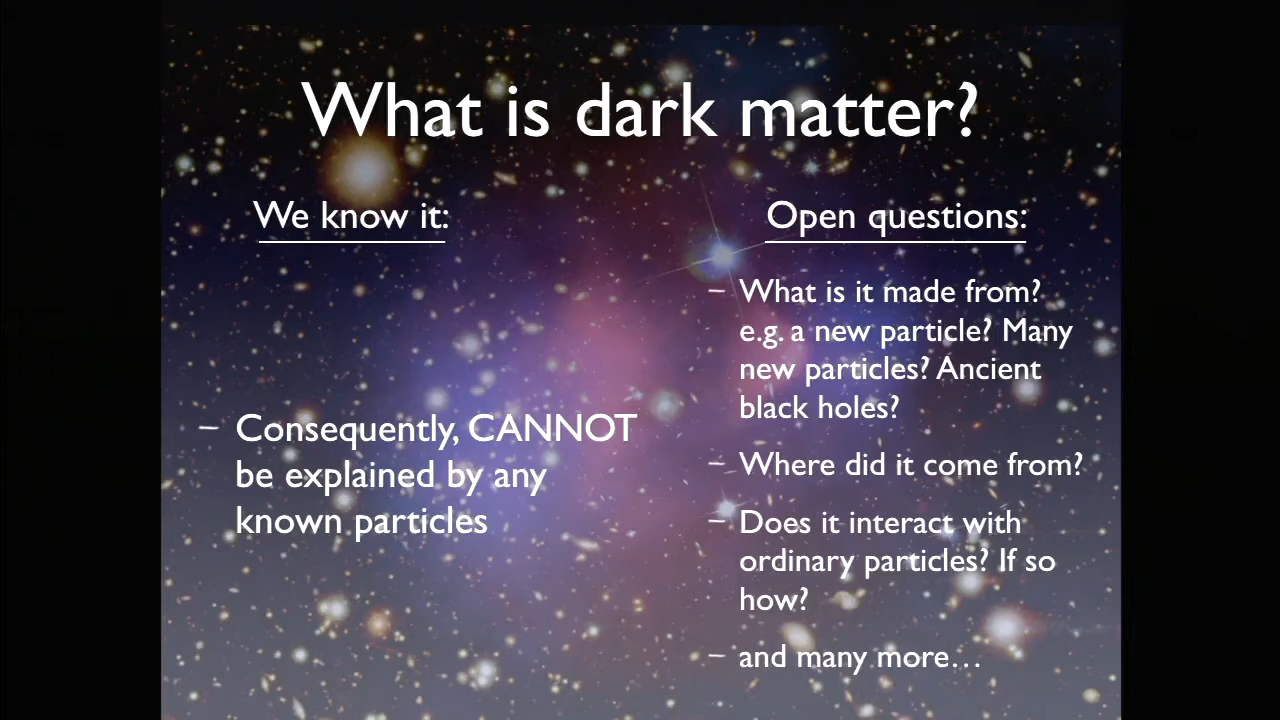 What is dark matter?
We know it:
– Consequently, CANNOT
be explained by any
known particles
Open questions:
– What is it made from?
e.g. a new particle? Many
new particles? Ancient
black holes?
– Where did it come from?
– Does it interact with
ordinary particles? If so
how?
– and many more…